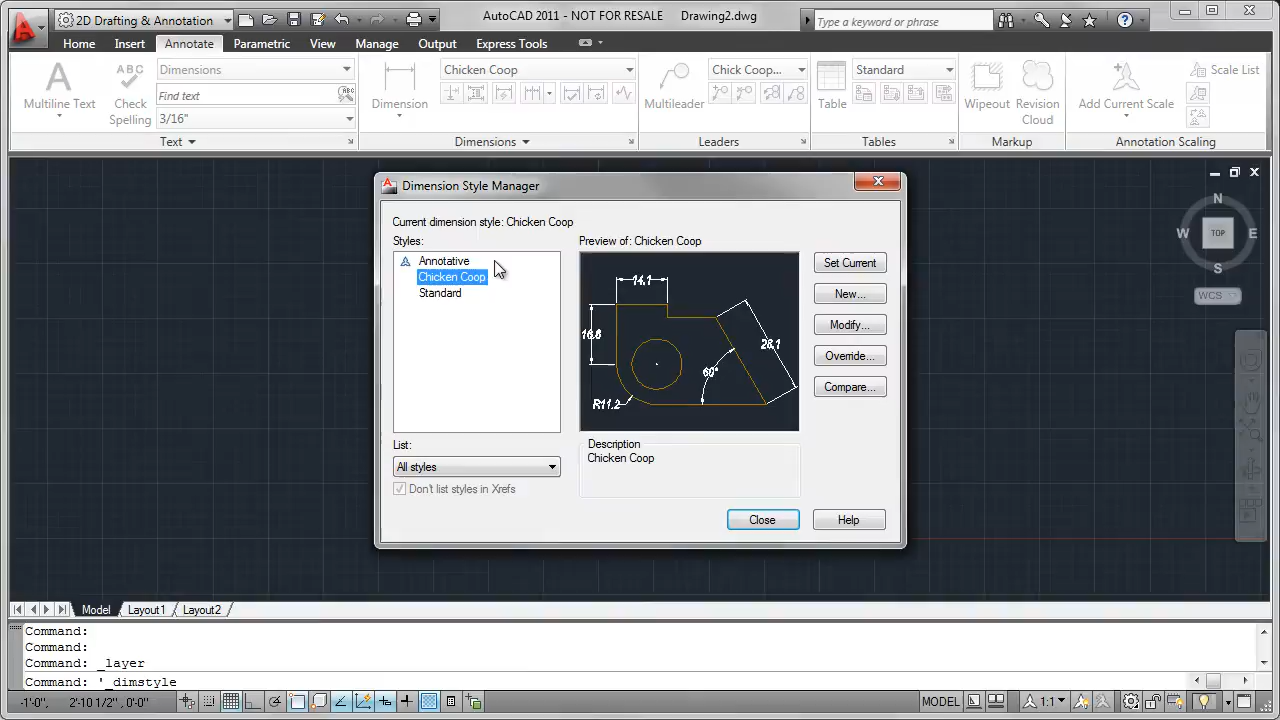 2D Drafting & Annotation
AutoCAD 2011 - NOT FOR RESALE Drawing2.dwg
Type a keyword or phrase
Home Insert Annotate Parametric View Manage Output Express Tools
Multiline Text
ABC Check Spelling
Dimensions
Find text
3/16"
Text
Dimension
Chicken Coop
Dimensions
Multileader
Chick Coop...
Leaders
Table
Standard
Tables
Wipeout
Revision Cloud
Markup
Add Current Scale
Scale List
Annotation Scaling
Dimension Style Manager
Current dimension style: Chicken Coop
Styles:
Annotative
Chicken Coop
Standard
List:
All styles
Don't list styles in Xrefs
Preview of: Chicken Coop
14.1
16.6
28.1
60°
R11.2
Description
Chicken Coop
Set Current
New...
Modify...
Override...
Compare...
Close
Help
N
W TOP E
S
WCS
Model Layout1 Layout2
Command:
Command:
Command: _layer
Command: '_dimstyle
-1'-0", 2'-10 1/2", 0'-0"
MODEL
1:1